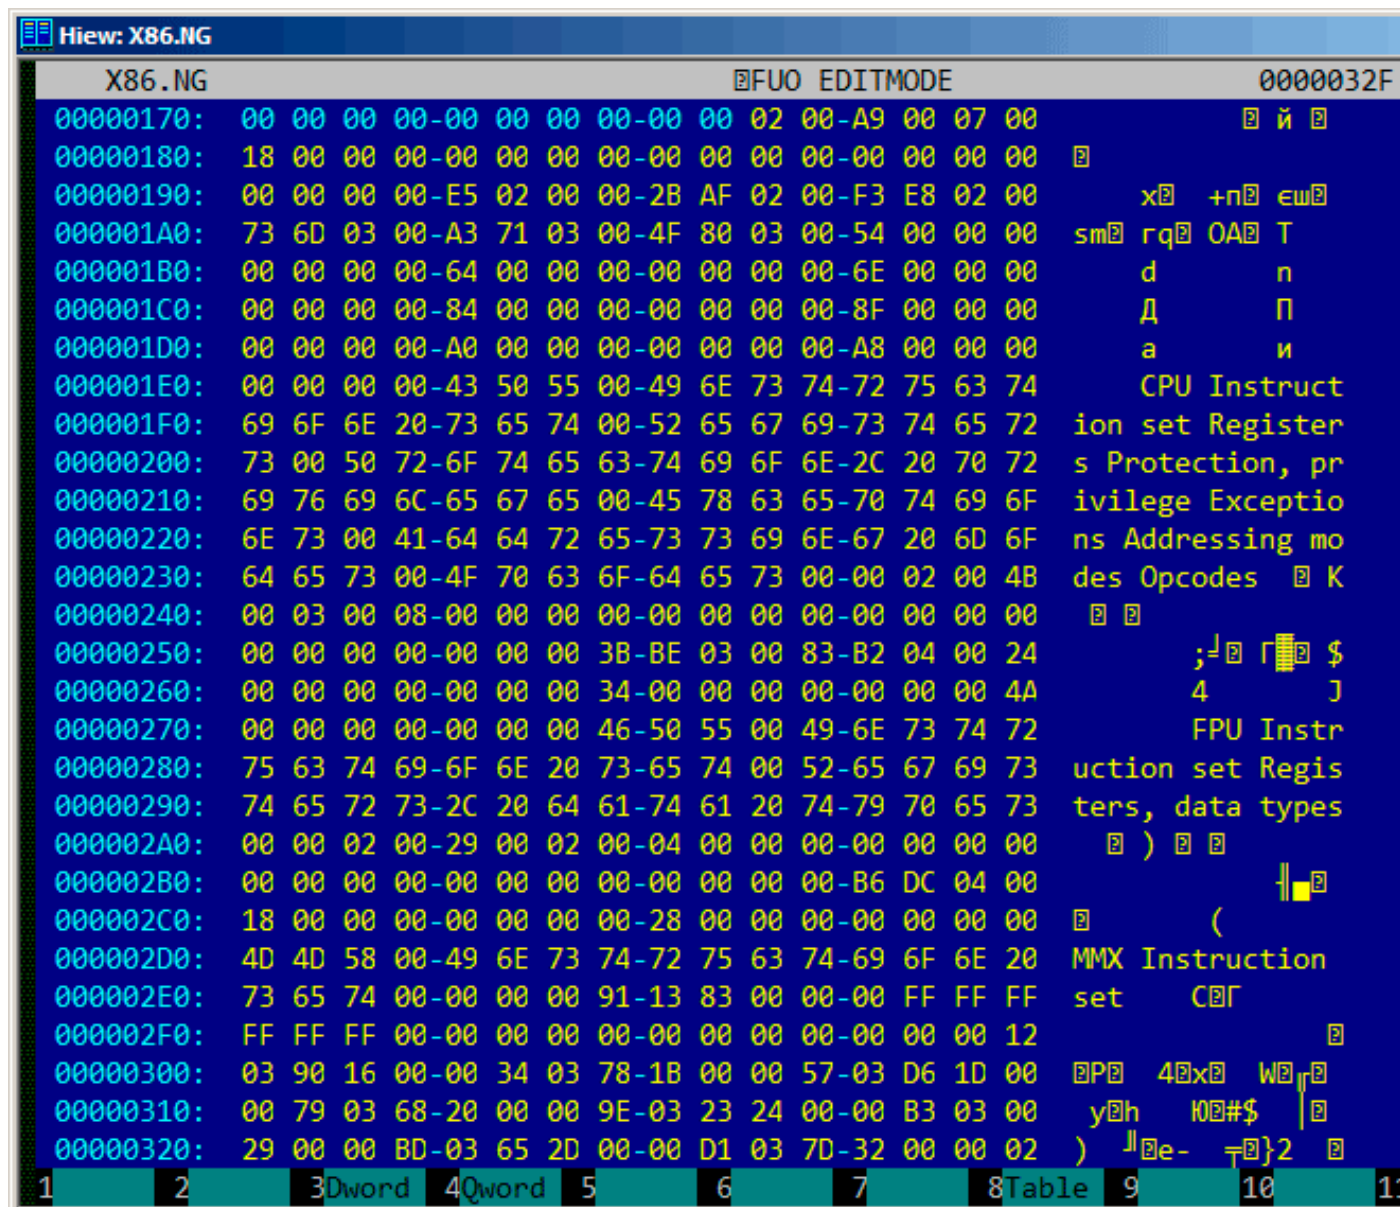 Hiew: X86.NG
X86.NG FUO EDITMODE 0000032F
00000170: 00 00 00 00-00 00 00 00-00 00 02 00-A9 00 07 00 й
00000180: 18 00 00 00-00 00 00 00-00 00 00 00-00 00 00 00
00000190: 00 00 00 00-E5 02 00 00-2B AF 02 00-F3 E8 02 00 х +п єш
000001A0: 73 6D 03 00-A3 71 03 00-4F 80 03 00-54 00 00 00 sm гq OA T
000001B0: 00 00 00 00-64 00 00 00-00 00 00 00-6E 00 00 00 d n
000001C0: 00 00 00 00-84 00 00 00-00 00 00 00-8F 00 00 00 Д П
000001D0: 00 00 00 00-A0 00 00 00-00 00 00 00-A8 00 00 00 а и
000001E0: 00 00 00 00-43 50 55 00-49 6E 73 74-72 75 63 74 CPU Instruct
000001F0: 69 6F 6E 20-73 65 74 00-52 65 67 69-73 74 65 72 ion set Register
00000200: 73 00 50 72-6F 74 65 63-74 69 6F 6E-2C 20 70 72 s Protection, pr
00000210: 69 76 69 6C-65 67 65 00-45 78 63 65-70 74 69 6F ivilege Exceptio
00000220: 6E 73 00 41-64 64 72 65-73 73 69 6E-67 20 6D 6F ns Addressing mo
00000230: 64 65 73 00-4F 70 63 6F-64 65 73 00-00 02 00 4B des Opcodes K
00000240: 00 03 00 08-00 00 00 00-00 00 00 00-00 00 00 00
00000250: 00 00 00 00-00 00 00 3B-BE 03 00 83-B2 04 00 24 ;╛ Г▓ $
00000260: 00 00 00 00-00 00 00 34-00 00 00 00-00 00 00 4A 4 J
00000270: 00 00 00 00-00 00 00 46-50 55 00 49-6E 73 74 72 FPU Instr
00000280: 75 63 74 69-6F 6E 20 73-65 74 00 52-65 67 69 73 uction set Regis
00000290: 74 65 72 73-2C 20 64 61-74 61 20 74-79 70 65 73 ters, data types
000002A0: 00 00 02 00-29 00 02 00-04 00 00 00-00 00 00 00 )
000002B0: 00 00 00 00-00 00 00 00-00 00 00 00-B6 DC 04 00 ╢▄
000002C0: 18 00 00 00-00 00 00 00-28 00 00 00-00 00 00 00 (
000002D0: 4D 4D 58 00-49 6E 73 74-72 75 63 74-69 6F 6E 20 MMX Instruction
000002E0: 73 65 74 00-00 00 00 91-13 83 00 00-00 FF FF FF set С Г
000002F0: FF FF FF 00-00 00 00 00-00 00 00 00-00 00 00 12
00000300: 03 90 16 00-00 34 03 78-1B 00 00 57-03 D6 1D 00 Р 4 x W ╓
00000310: 00 79 03 68-20 00 00 9E-03 23 24 00-00 B3 03 00 y h Ю #$ │
00000320: 29 00 00 BD-03 65 2D 00-00 D1 03 7D-32 00 00 02 ) ╜ e- ╤ }2
1 2 3Dword 4Qword 5 6 7 8Table 9 10